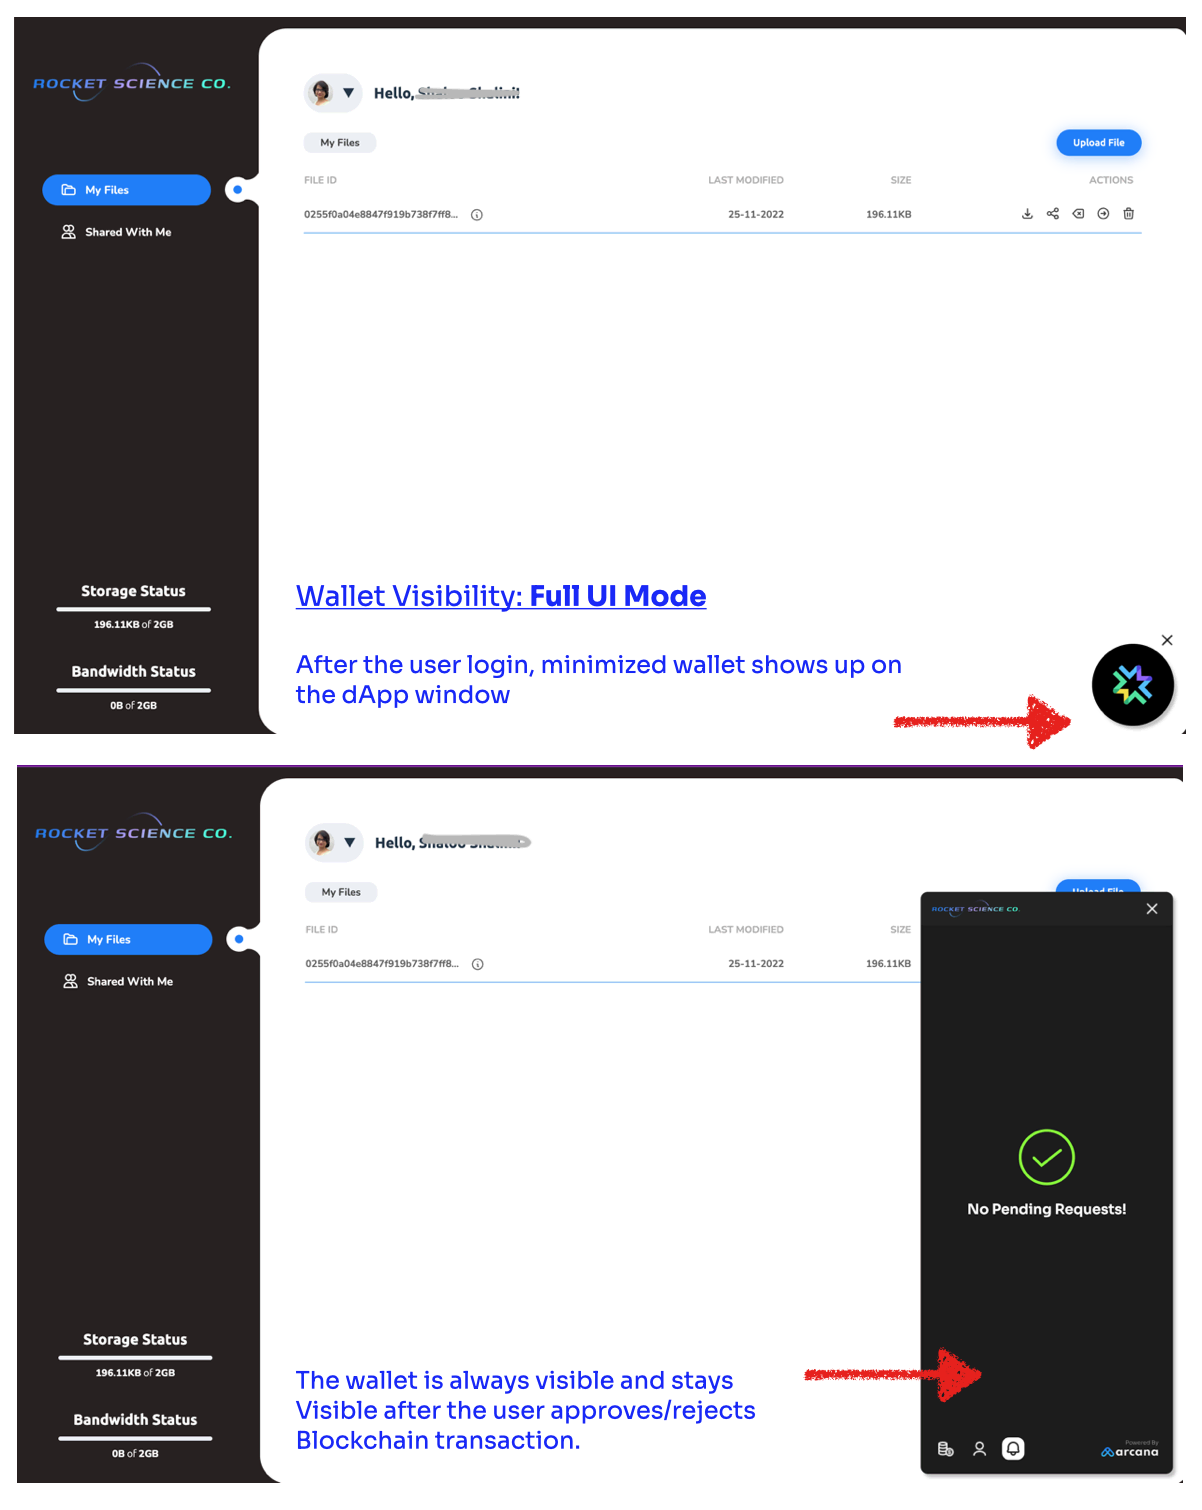 ROCKET SCIENCE CO.
Hello,
My Files
Upload File
FILE ID
LAST MODIFIED
SIZE
ACTIONS
0255f0a04e8847f919b738f7ff8...
25-11-2022
196.11KB
My Files
Shared With Me
Storage Status
196.11KB of 2GB
Bandwidth Status
0B of 2GB
Wallet Visibility: Full UI Mode
After the user login, minimized wallet shows up on
the dApp window
ROCKET SCIENCE CO.
Hello,
My Files
Upload File
FILE ID
LAST MODIFIED
SIZE
0255f0a04e8847f919b738f7ff8...
25-11-2022
196.11KB
My Files
Shared With Me
Storage Status
196.11KB of 2GB
Bandwidth Status
0B of 2GB
ROCKET SCIENCE CO.
No Pending Requests!
Powered By
arcana
The wallet is always visible and stays
Visible after the user approves/rejects
Blockchain transaction.